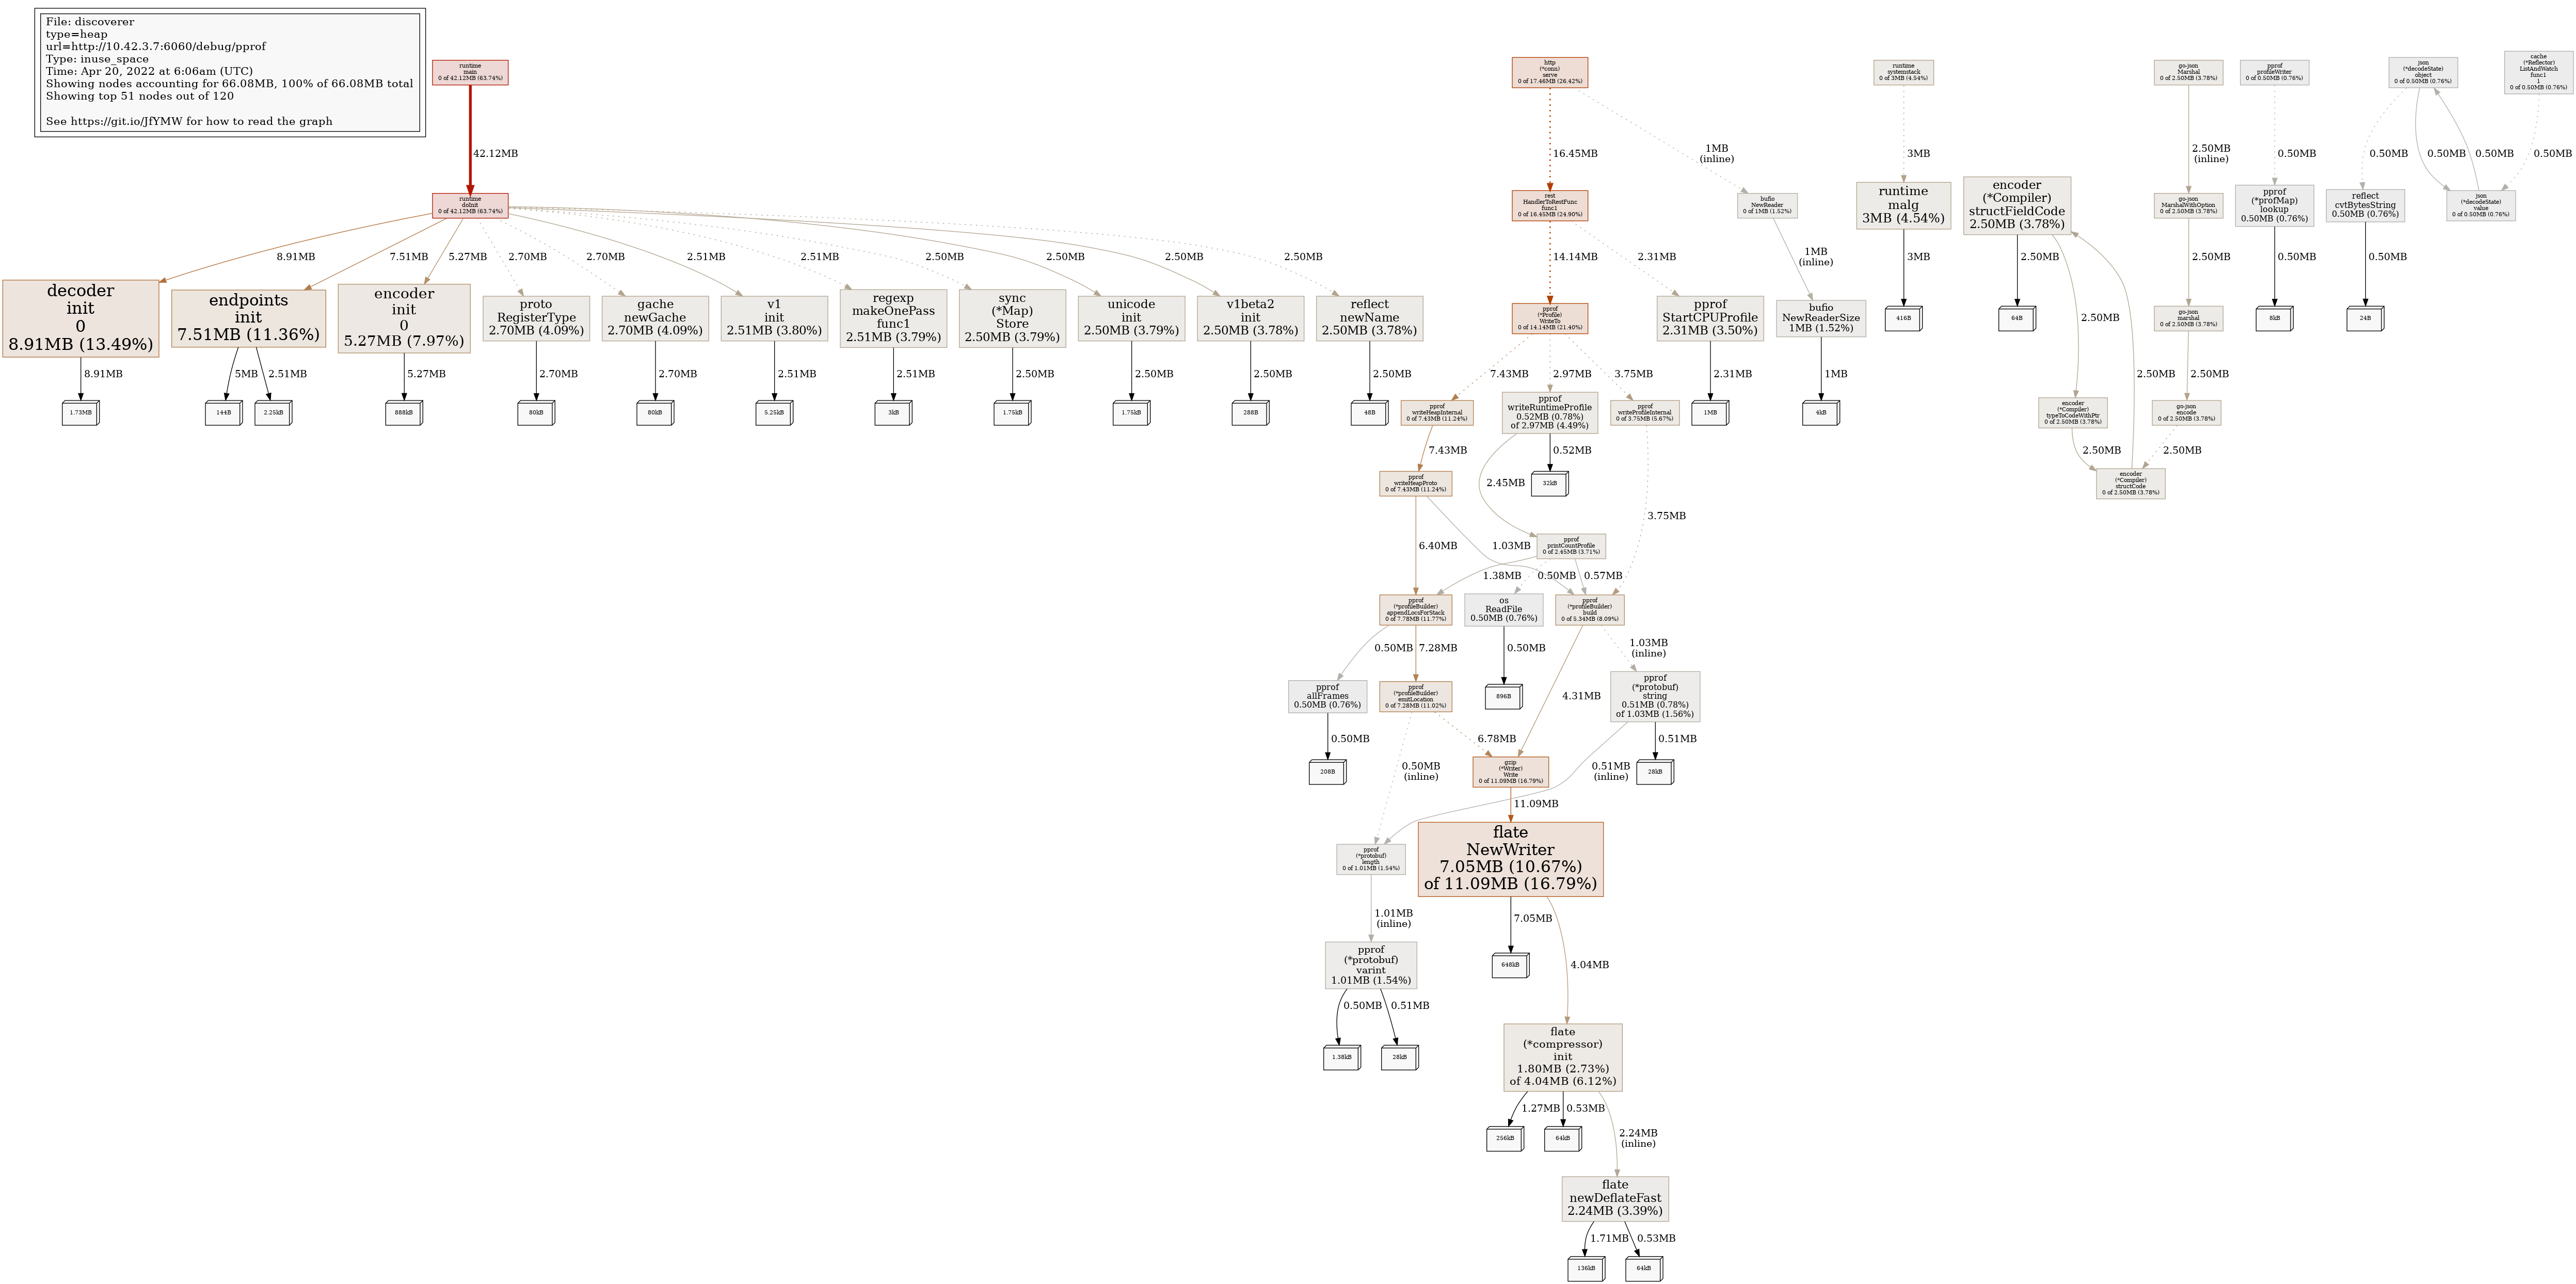 File: discoverer
type=heap
url=http://10.42.3.7:6060/debug/pprof
Type: inuse_space
Time: Apr 20, 2022 at 6:06am (UTC)
Showing nodes accounting for 66.08MB, 100% of 66.08MB total
Showing top 51 nodes out of 120
See https://git.io/JfYMW for how to read the graph
runtime
main
0 of 42.12MB (63.74%)
http
(*conn)
serve
0 of 17.46MB (26.42%)
runtime
systemstack
0 of 3MB (4.54%)
go-json
Marshal
0 of 2.50MB (3.78%)
pprof
profileWriter
0 of 0.50MB (0.76%)
json
(*decodeState)
object
0 of 0.50MB (0.76%)
cache
(*Reflector)
ListAndWatch
func1
1
0 of 0.50MB (0.76%)
42.12MB
16.45MB
1MB
(inline)
3MB
2.50MB
(inline)
0.50MB
0.50MB
0.50MB
0.50MB
0.50MB
runtime
doInit
0 of 42.12MB (63.74%)
rest
HandlerToRestFunc
func1
0 of 16.45MB (24.90%)
bufio
NewReader
0 of 1MB (1.52%)
runtime
malg
3MB (4.54%)
encoder
(*Compiler)
structFieldCode
2.50MB (3.78%)
go-json
MarshalWithOption
0 of 2.50MB (3.78%)
pprof
(*profMap)
lookup
0.50MB (0.76%)
reflect
cvtBytesString
0.50MB (0.76%)
json
(*decodeState)
value
0 of 0.50MB (0.76%)
8.91MB
7.51MB
5.27MB
2.70MB
2.70MB
2.51MB
2.51MB
2.50MB
2.50MB
2.50MB
2.50MB
14.14MB
2.31MB
1MB
(inline)
3MB
2.50MB
2.50MB
2.50MB
0.50MB
0.50MB
decoder
init
0
8.91MB (13.49%)
endpoints
init
7.51MB (11.36%)
encoder
init
0
5.27MB (7.97%)
proto
RegisterType
2.70MB (4.09%)
gache
newGache
2.70MB (4.09%)
v1
init
2.51MB (3.80%)
regexp
makeOnePass
func1
2.51MB (3.79%)
sync
(*Map)
Store
2.50MB (3.79%)
unicode
init
2.50MB (3.79%)
v1beta2
init
2.50MB (3.78%)
reflect
newName
2.50MB (3.78%)
pprof
(*Profile)
WriteTo
0 of 14.14MB (21.40%)
pprof
StartCPUProfile
2.31MB (3.50%)
bufio
NewReaderSize
1MB (1.52%)
416B
64B
go-json
marshal
0 of 2.50MB (3.78%)
8kB
24B
8.91MB
5MB
2.51MB
5.27MB
2.70MB
2.70MB
2.51MB
2.51MB
2.50MB
2.50MB
2.50MB
2.50MB
7.43MB
2.97MB
3.75MB
2.31MB
1MB
2.50MB
2.50MB
1.73MB
144B
2.25kB
888kB
80kB
80kB
5.25kB
3kB
1.75kB
1.75kB
288B
48B
pprof
writeHeapInternal
0 of 7.43MB (11.24%)
pprof
writeRuntimeProfile
0.52MB (0.78%)
of 2.97MB (4.49%)
pprof
writeProfileInternal
0 of 3.75MB (5.67%)
1MB
4kB
encoder
(*Compiler)
typeToCodeWithPtr
0 of 2.50MB (3.78%)
go-json
encode
0 of 2.50MB (3.78%)
7.43MB
0.52MB
2.50MB
2.50MB
pprof
writeHeapProto
0 of 7.43MB (11.24%)
2.45MB
32kB
encoder
(*Compiler)
structCode
0 of 2.50MB (3.78%)
3.75MB
6.40MB
1.03MB
pprof
printCountProfile
0 of 2.45MB (3.71%)
1.38MB
0.50MB
0.57MB
pprof
(*profileBuilder)
appendLocsForStack
0 of 7.78MB (11.77%)
os
ReadFile
0.50MB (0.76%)
pprof
(*profileBuilder)
build
0 of 5.34MB (8.09%)
0.50MB
7.28MB
0.50MB
1.03MB
(inline)
pprof
allFrames
0.50MB (0.76%)
pprof
(*profileBuilder)
emitLocation
0 of 7.28MB (11.02%)
896B
4.31MB
pprof
(*protobuf)
string
0.51MB (0.78%)
of 1.03MB (1.56%)
0.50MB
6.78MB
0.51MB
208B
0.50MB
(inline)
gzip
(*Writer)
Write
0 of 11.09MB (16.79%)
0.51MB
(inline)
28kB
11.09MB
pprof
(*protobuf)
length
0 of 1.01MB (1.54%)
flate
NewWriter
7.05MB (10.67%)
of 11.09MB (16.79%)
1.01MB
(inline)
7.05MB
4.04MB
pprof
(*protobuf)
varint
1.01MB (1.54%)
648kB
0.50MB
0.51MB
1.38kB
28kB
flate
(*compressor)
init
1.80MB (2.73%)
of 4.04MB (6.12%)
1.27MB
0.53MB
2.24MB
(inline)
256kB
64kB
flate
newDeflateFast
2.24MB (3.39%)
1.71MB
0.53MB
136kB
64kB